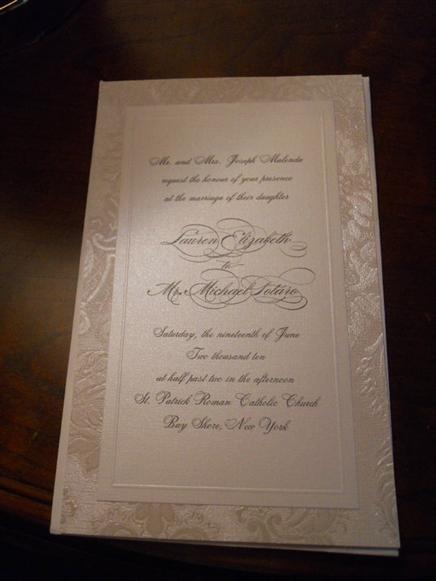 Mr. and Mrs. Joseph Malenda
request the honour of your presence
at the marriage of their daughter
Lauren Elizabeth
to
Mr. Michael Sotaro
Saturday, the nineteenth of June
Two thousand ten
at half past two in the afternoon
St. Patrick Roman Catholic Church
Bay Shore, New York